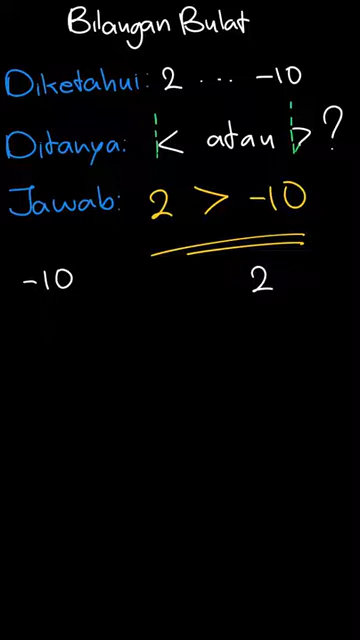 Bilangan Bulat
Diketahui: 2 ... -10
Ditanya: < atau > ?
Jawab: 2 > -10
-10 2